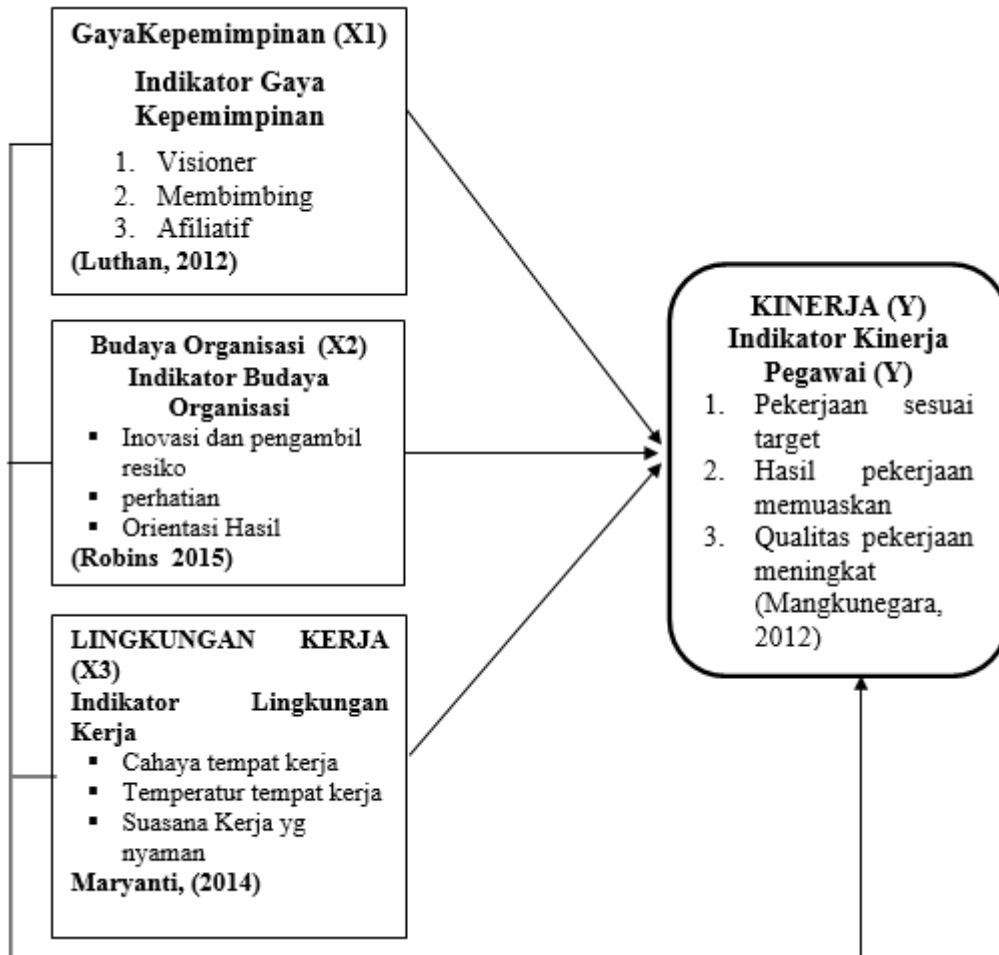 GayaKepemimpinan (X1)
Indikator Gaya
Kepemimpinan
1. Visioner
2. Membimbing
3. Afiliatif
(Luthan, 2012)
Budaya Organisasi (X2)
Indikator Budaya
Organisasi
▪ Inovasi dan pengambil
resiko
▪ perhatian
▪ Orientasi Hasil
(Robins 2015)
LINGKUNGAN KERJA
(X3)
Indikator Lingkungan
Kerja
▪ Cahaya tempat kerja
▪ Temperatur tempat kerja
▪ Suasana Kerja yg
nyaman
Maryanti, (2014)
KINERJA (Y)
Indikator Kinerja
Pegawai (Y)
1. Pekerjaan sesuai
target
2. Hasil pekerjaan
memuaskan
3. Qualitas pekerjaan
meningkat
(Mangkunegara,
2012)